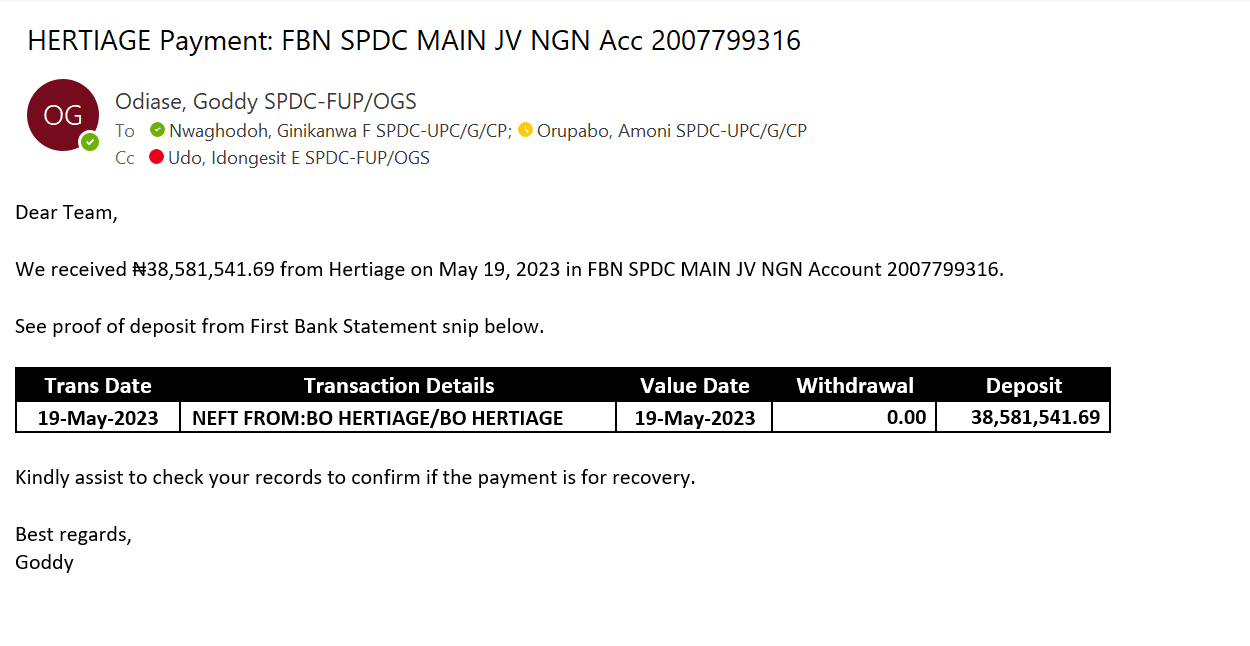 HERTIAGE Payment: FBN SPDC MAIN JV NGN Acc 2007799316
OG
Odiase, Goddy SPDC-FUP/OGS
To Nwaghodoh, Ginikanwa F SPDC-UPC/G/CP; Orupabo, Amoni SPDC-UPC/G/CP
Cc Udo, Idongesit E SPDC-FUP/OGS
Dear Team,
We received ₦38,581,541.69 from Hertiage on May 19, 2023 in FBN SPDC MAIN JV NGN Account 2007799316.
See proof of deposit from First Bank Statement snip below.
Trans Date Transaction Details Value Date Withdrawal Deposit
19-May-2023 NEFT FROM:BO HERTIAGE/BO HERTIAGE 19-May-2023 0.00 38,581,541.69
Kindly assist to check your records to confirm if the payment is for recovery.
Best regards,
Goddy